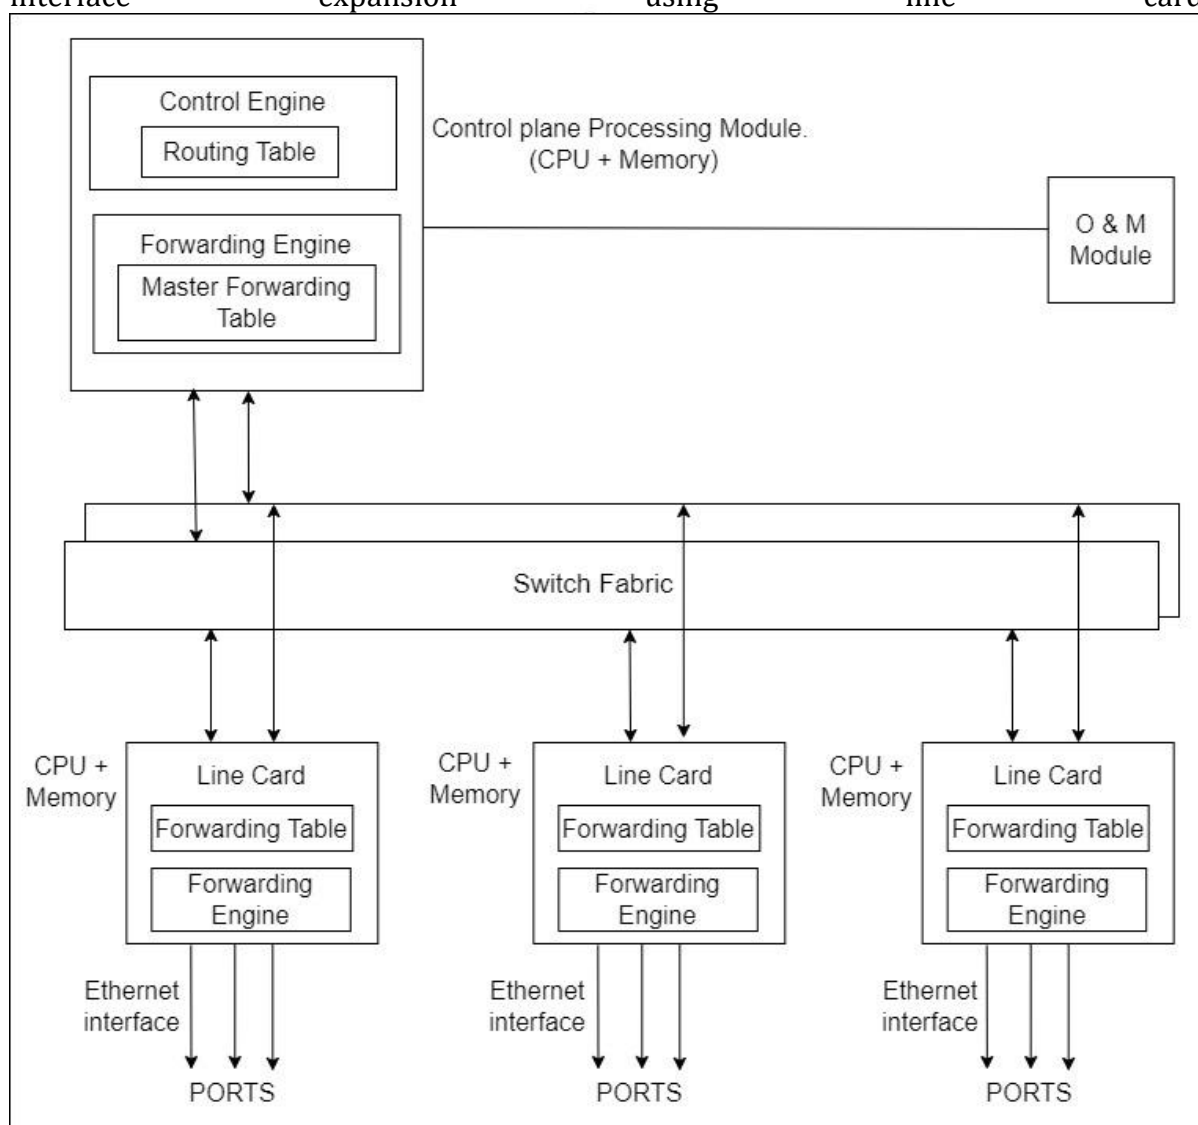 interface expansion using line card
Control Engine
Routing Table
Control plane Processing Module.
(CPU + Memory)
Forwarding Engine
Master Forwarding
Table
O & M
Module
Switch Fabric
CPU +
Memory
Line Card
Forwarding Table
Forwarding
Engine
CPU +
Memory
Line Card
Forwarding Table
Forwarding
Engine
CPU +
Memory
Line Card
Forwarding Table
Forwarding
Engine
Ethernet
interface
Ethernet
interface
Ethernet
interface
PORTS
PORTS
PORTS